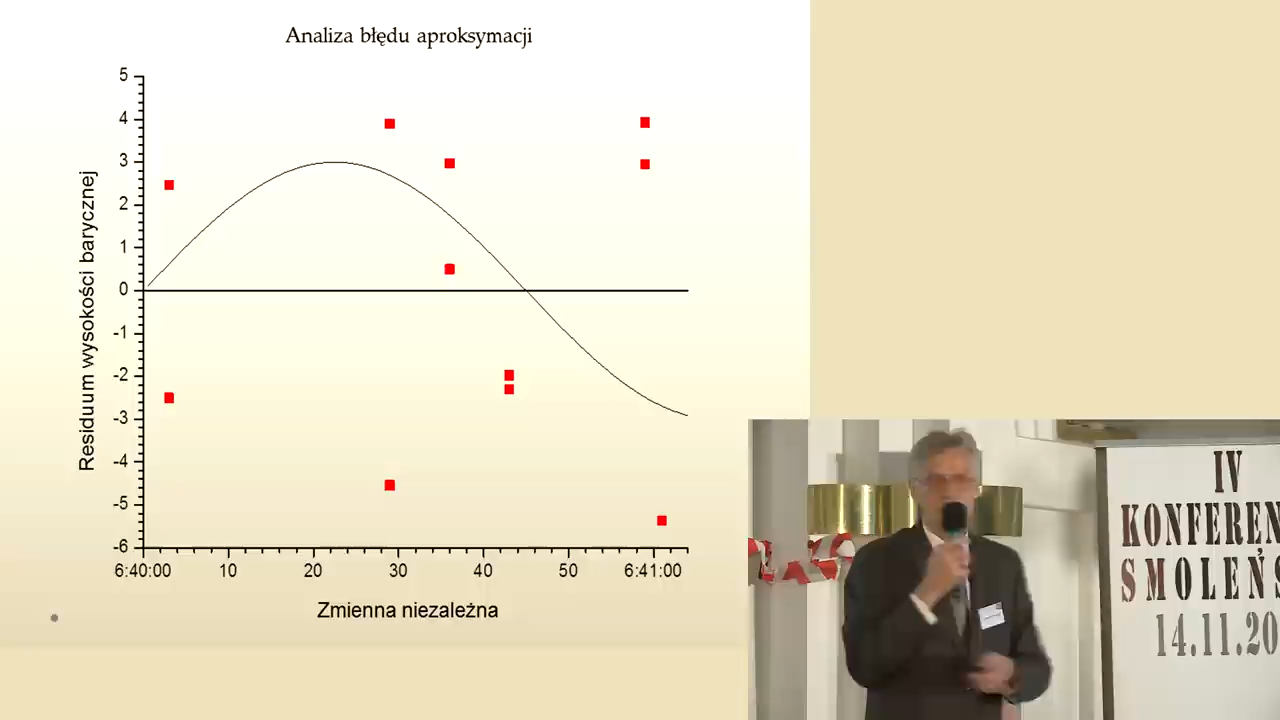 Analiza błędu aproksymacji
Residuum wysokości barycznej
5
4
3
2
1
0
-1
-2
-3
-4
-5
-6
6:40:00 10 20 30 40 50 6:41:00
Zmienna niezależna
IV
KONFEREN
SMOLEŃS
14.11.20